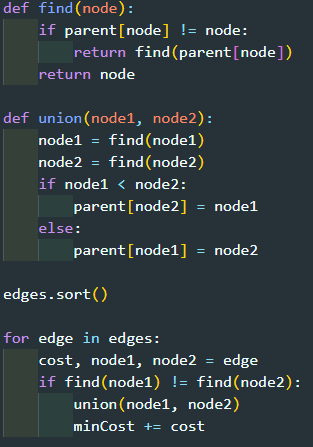 def find(node):
    if parent[node] != node:
        return find(parent[node])
    return node

def union(node1, node2):
    node1 = find(node1)
    node2 = find(node2)
    if node1 < node2:
        parent[node2] = node1
    else:
        parent[node1] = node2

edges.sort()

for edge in edges:
    cost, node1, node2 = edge
    if find(node1) != find(node2):
        union(node1, node2)
        minCost += cost